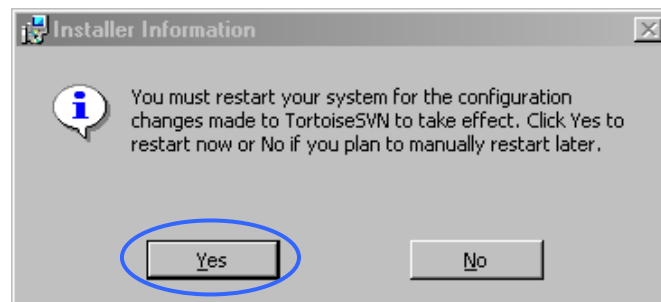 Installer Information
You must restart your system for the configuration
changes made to TortoiseSVN to take effect. Click Yes to
restart now or No if you plan to manually restart later.
Yes
No